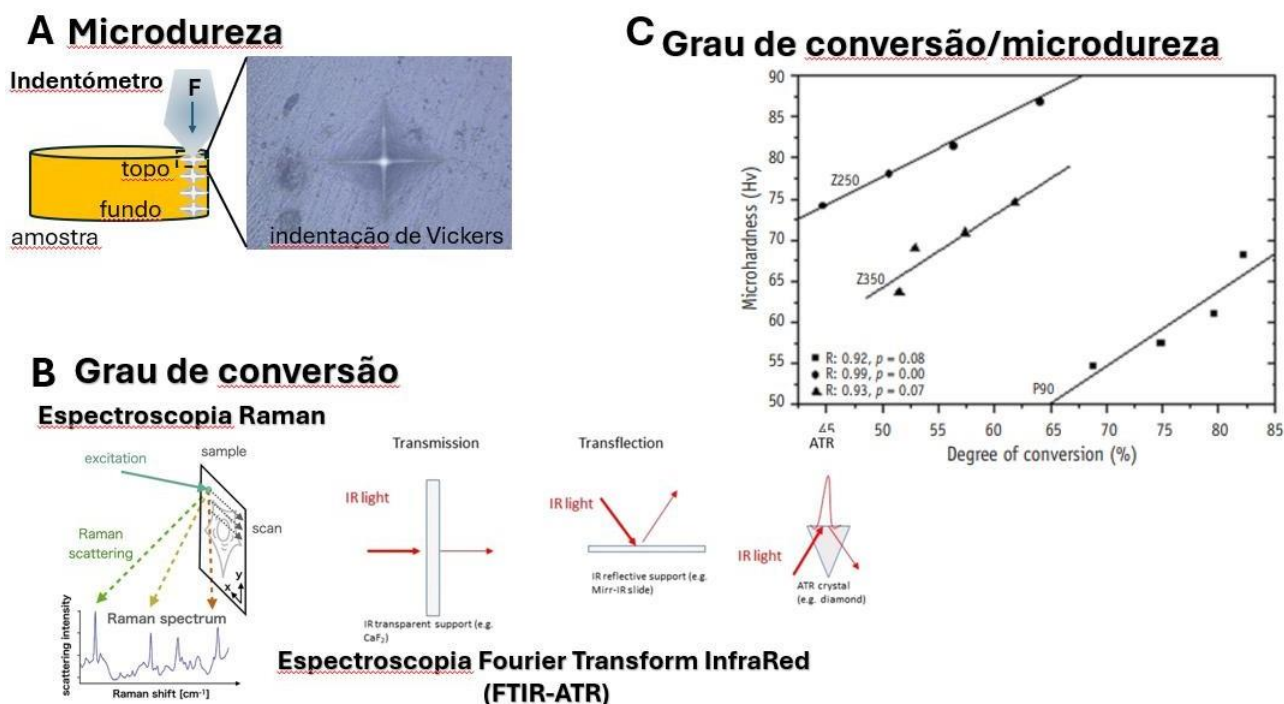 A Microdureza
Indentómetro
F
topo
fundo
amostra
indentação de Vickers
B Grau de conversão
Espectroscopia Raman
excitation
sample
scan
Raman
scattering
y
x
Raman spectrum
scattering intensity
Raman shift [cm-1]
Transmission
IR light
IR transparent support (e.g.
CaF2)
Transflection
IR light
IR reflective support (e.g.
Mirr-IR slide)
ATR
IR light
ATR crystal
(e.g. diamond)
Espectroscopia Fourier Transform InfraRed
(FTIR-ATR)
C Grau de conversão/microdureza
Microhardness (Hv)
90
85
80
75
70
65
60
55
50
Z250
Z350
P90
R: 0.92, p = 0.08
R: 0.99, p = 0.00
R: 0.93, p = 0.07
45 50 55 60 65 70 75 80 85
Degree of conversion (%)